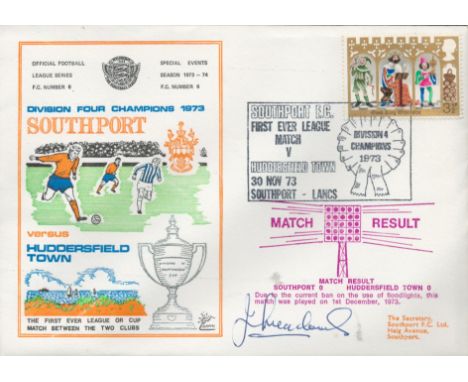 OFFICIAL FOOTBALL
LEAGUE SERIES
F.C. NUMBER 6
SPECIAL EVENTS
SEASON 1973-74
F.C. NUMBER 6
DIVISION FOUR CHAMPIONS 1973
SOUTHPORT
versus
HUDDERSFIELD
TOWN
THE FIRST EVER LEAGUE OR CUP
MATCH BETWEEN THE TWO CLUBS
SOUTHPORT F.C.
FIRST EVER LEAGUE
MATCH
V
HUDDERSFIELD TOWN
30 NOV 73
SOUTHPORT - LANCS
DIVISION 4
CHAMPIONS
1973
MATCH RESULT
MATCH RESULT
SOUTHPORT 0 HUDDERSFIELD TOWN 0
Due to the current ban on the use of floodlights, this
match was played on 1st December, 1973.
The Secretary,
Southport F.C. Ltd.
Haig Avenue,
Southport.